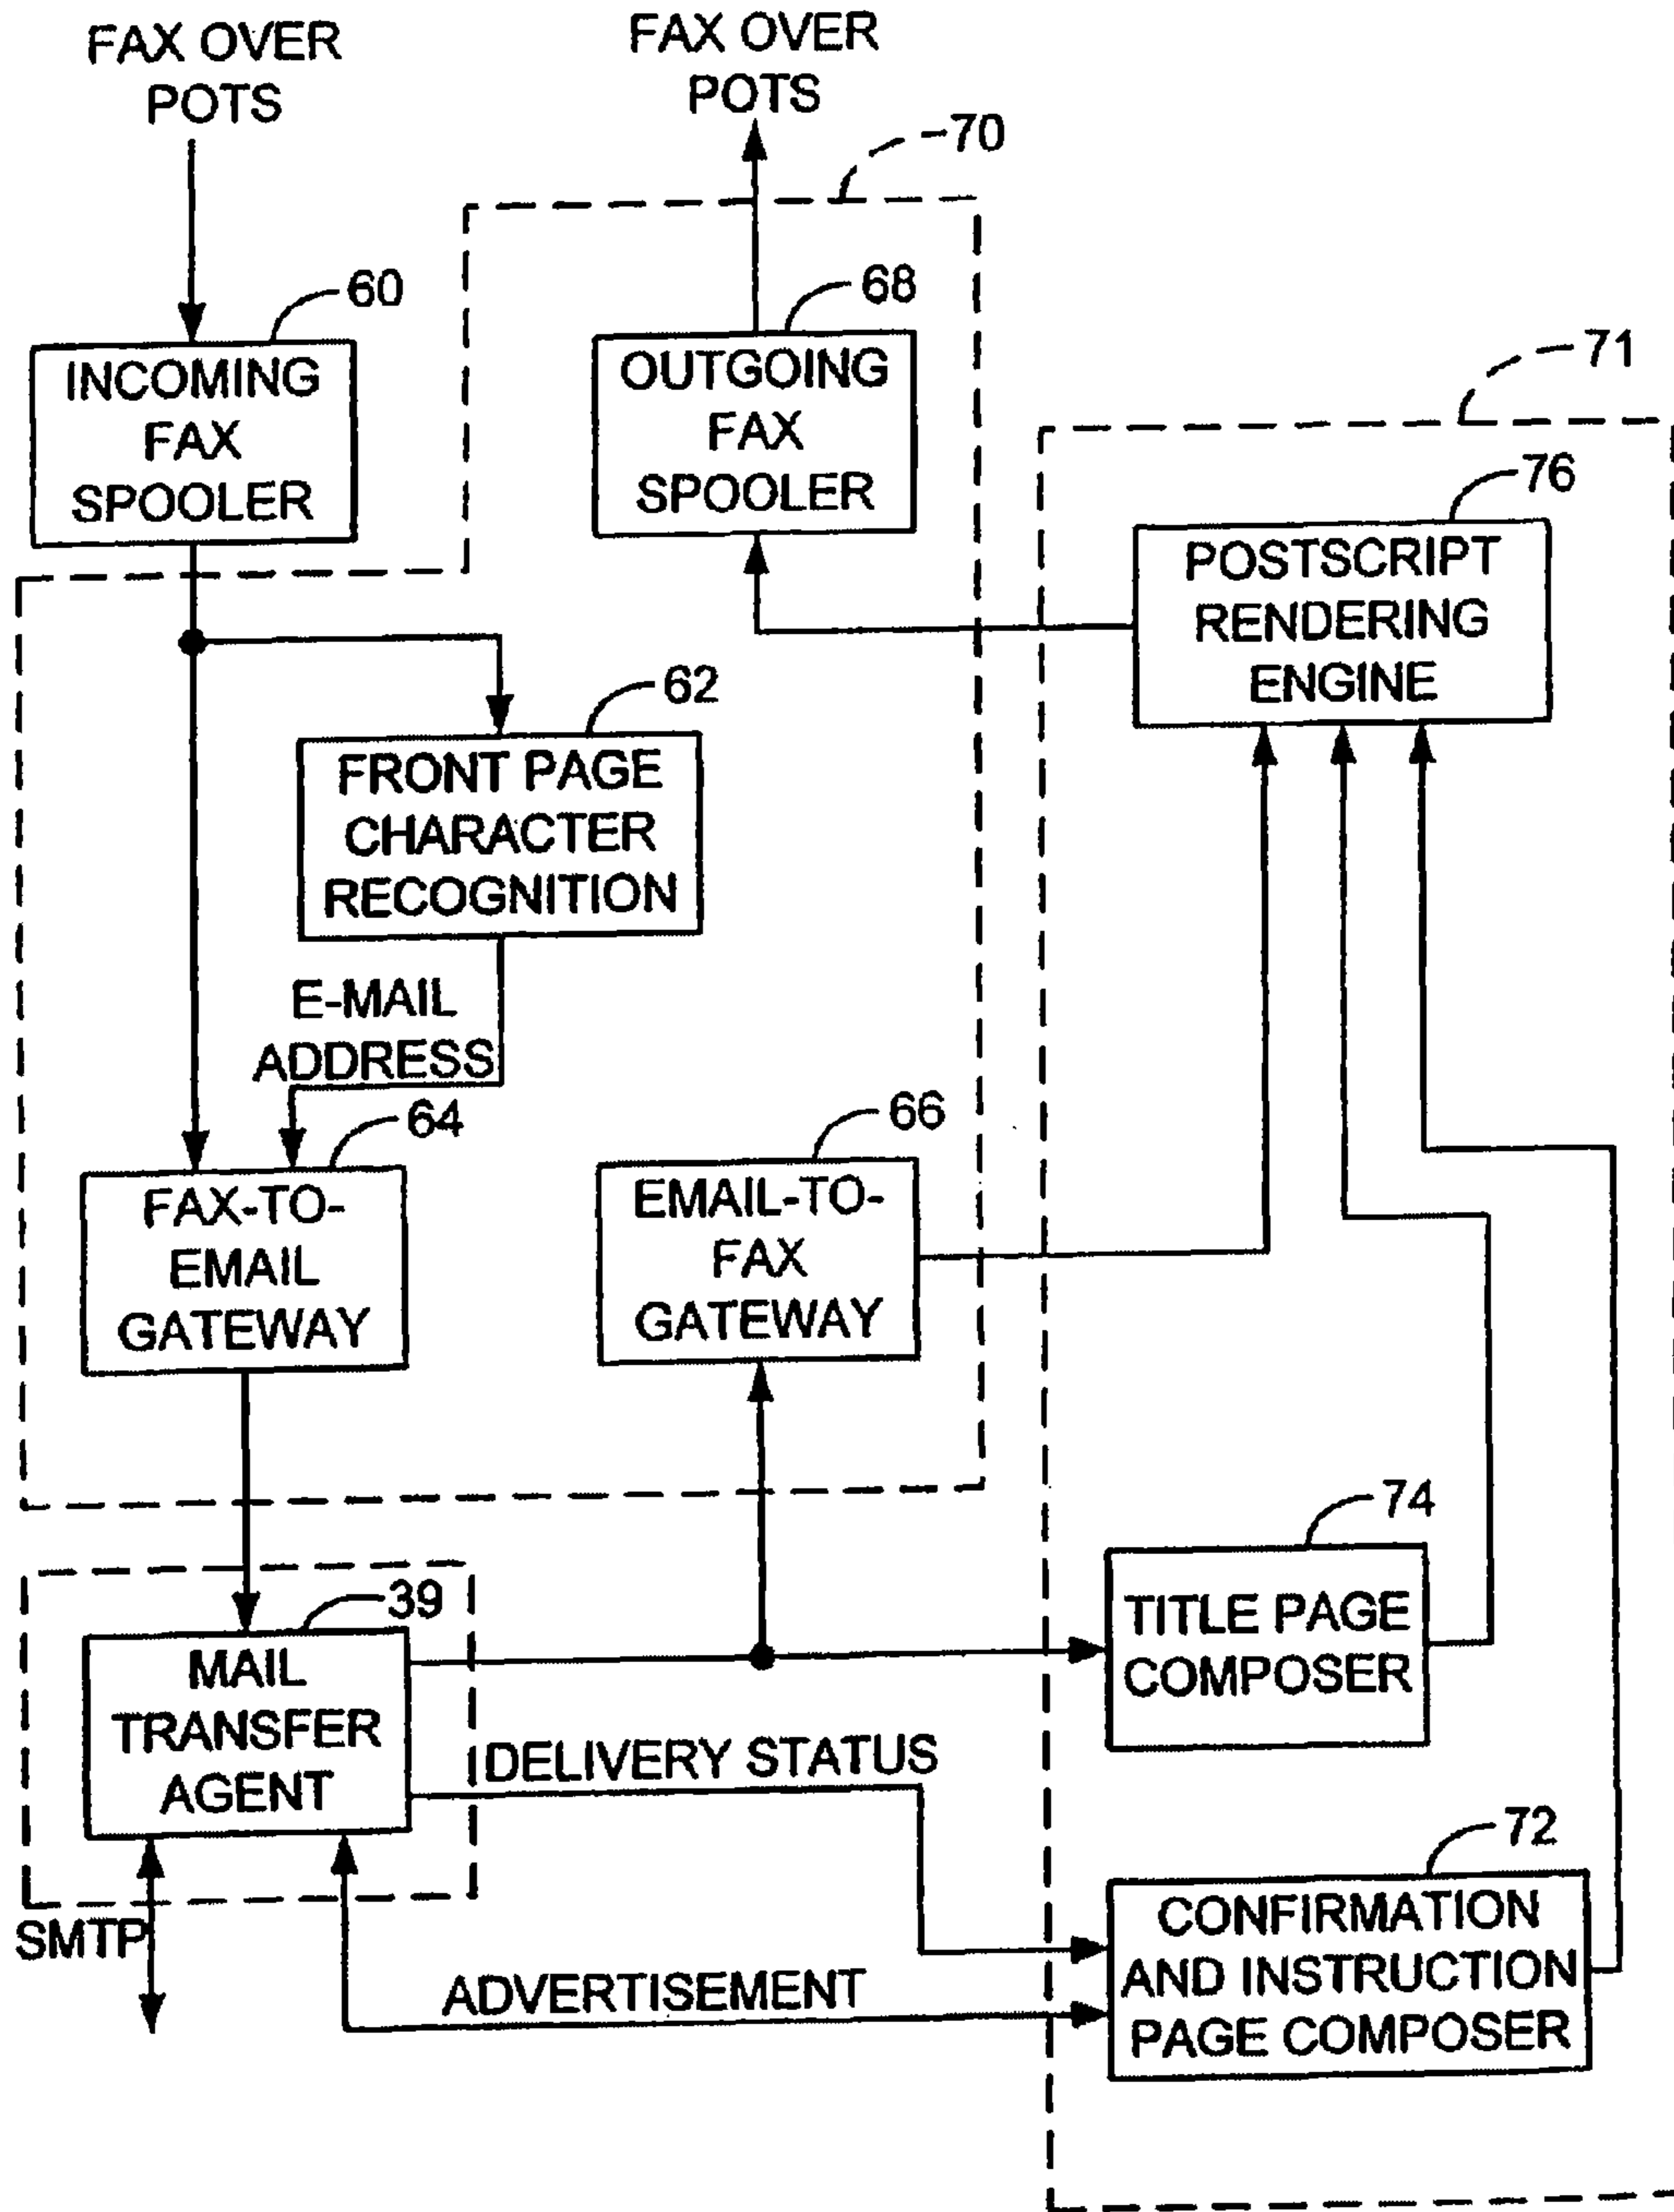 FAX OVER
POTS
FAX OVER
POTS
70
60
INCOMING
FAX
SPOOLER
68
OUTGOING
FAX
SPOOLER
71
76
POSTSCRIPT
RENDERING
ENGINE
62
FRONT PAGE
CHARACTER
RECOGNITION
E-MAIL
ADDRESS
64
FAX-TO-
EMAIL
GATEWAY
66
EMAIL-TO-
FAX
GATEWAY
74
TITLE PAGE
COMPOSER
39
MAIL
TRANSFER
AGENT
DELIVERY STATUS
72
CONFIRMATION
AND INSTRUCTION
PAGE COMPOSER
SMTP
ADVERTISEMENT